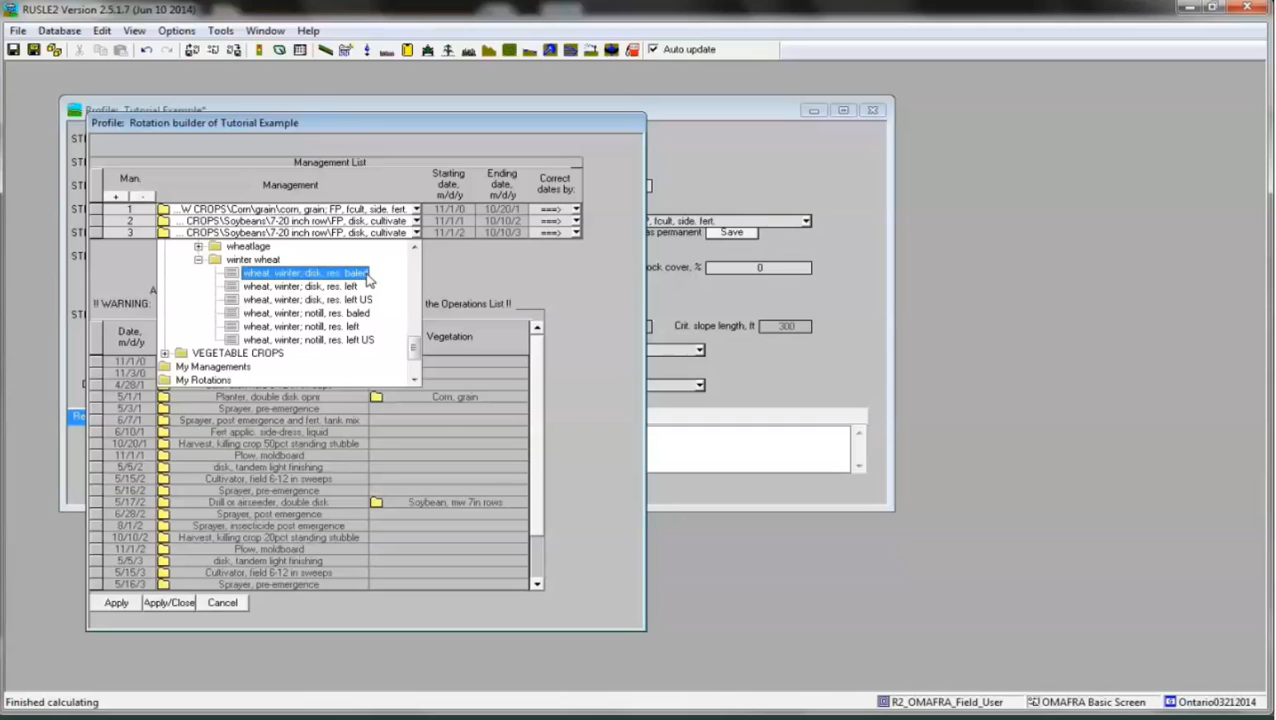 RUSLE2 Version 2.5.1.7 (Jun 10 2014)
File Database Edit View Options Tools Window Help
Auto update
Profile: Tutorial Example*
Profile: Rotation builder of Tutorial Example
Management List
Man.
Management
Starting date, m/d/y
Ending date, m/d/y
Correct dates by:
+ -
1 ...W CROPS\Corn\grain\corn, grain; FP, fcult, side. fert. 11/1/0 10/20/1 ===>
2 ... CROPS\Soybeans\7-20 inch row\FP, disk, cultivate 11/1/1 10/10/2 ===>
3 ... CROPS\Soybeans\7-20 inch row\FP, disk, cultivate 11/1/2 10/10/3 ===>
wheatlage
winter wheat
wheat, winter; disk, res. baled
wheat, winter; disk, res. left
wheat, winter; disk, res. left US
wheat, winter; notill, res. baled
wheat, winter; notill, res. left
wheat, winter; notill, res. left US
VEGETABLE CROPS
My Managements
My Rotations
!! WARNING: the Operations List !!
Date, m/d/y
Vegetation
11/1/0
11/3/0
4/28/1
5/1/1 Planter, double disk opnr Corn, grain
5/3/1 Sprayer, pre-emergence
6/7/1 Sprayer, post emergence and fert. tank mix
6/10/1 Fert applic. side-dress, liquid
10/20/1 Harvest, killing crop 50pct standing stubble
11/1/1 Plow, moldboard
5/5/2 disk, tandem light finishing
5/15/2 Cultivator, field 6-12 in sweeps
5/16/2 Sprayer, pre-emergence
5/17/2 Drill or airseeder, double disk Soybean, mw 7in rows
6/28/2 Sprayer, post emergence
8/1/2 Sprayer, insecticide post emergence
10/10/2 Harvest, killing crop 20pct standing stubble
11/1/2 Plow, moldboard
5/5/3 disk, tandem light finishing
5/15/3 Cultivator, field 6-12 in sweeps
5/16/3 Sprayer, pre-emergence
Apply Apply/Close Cancel
P, fcult, side. fert.
as permanent Save
ock cover, % 0
Crit. slope length, ft 300
Finished calculating
R2_OMAFRA_Field_User OMAFRA Basic Screen Ontario03212014